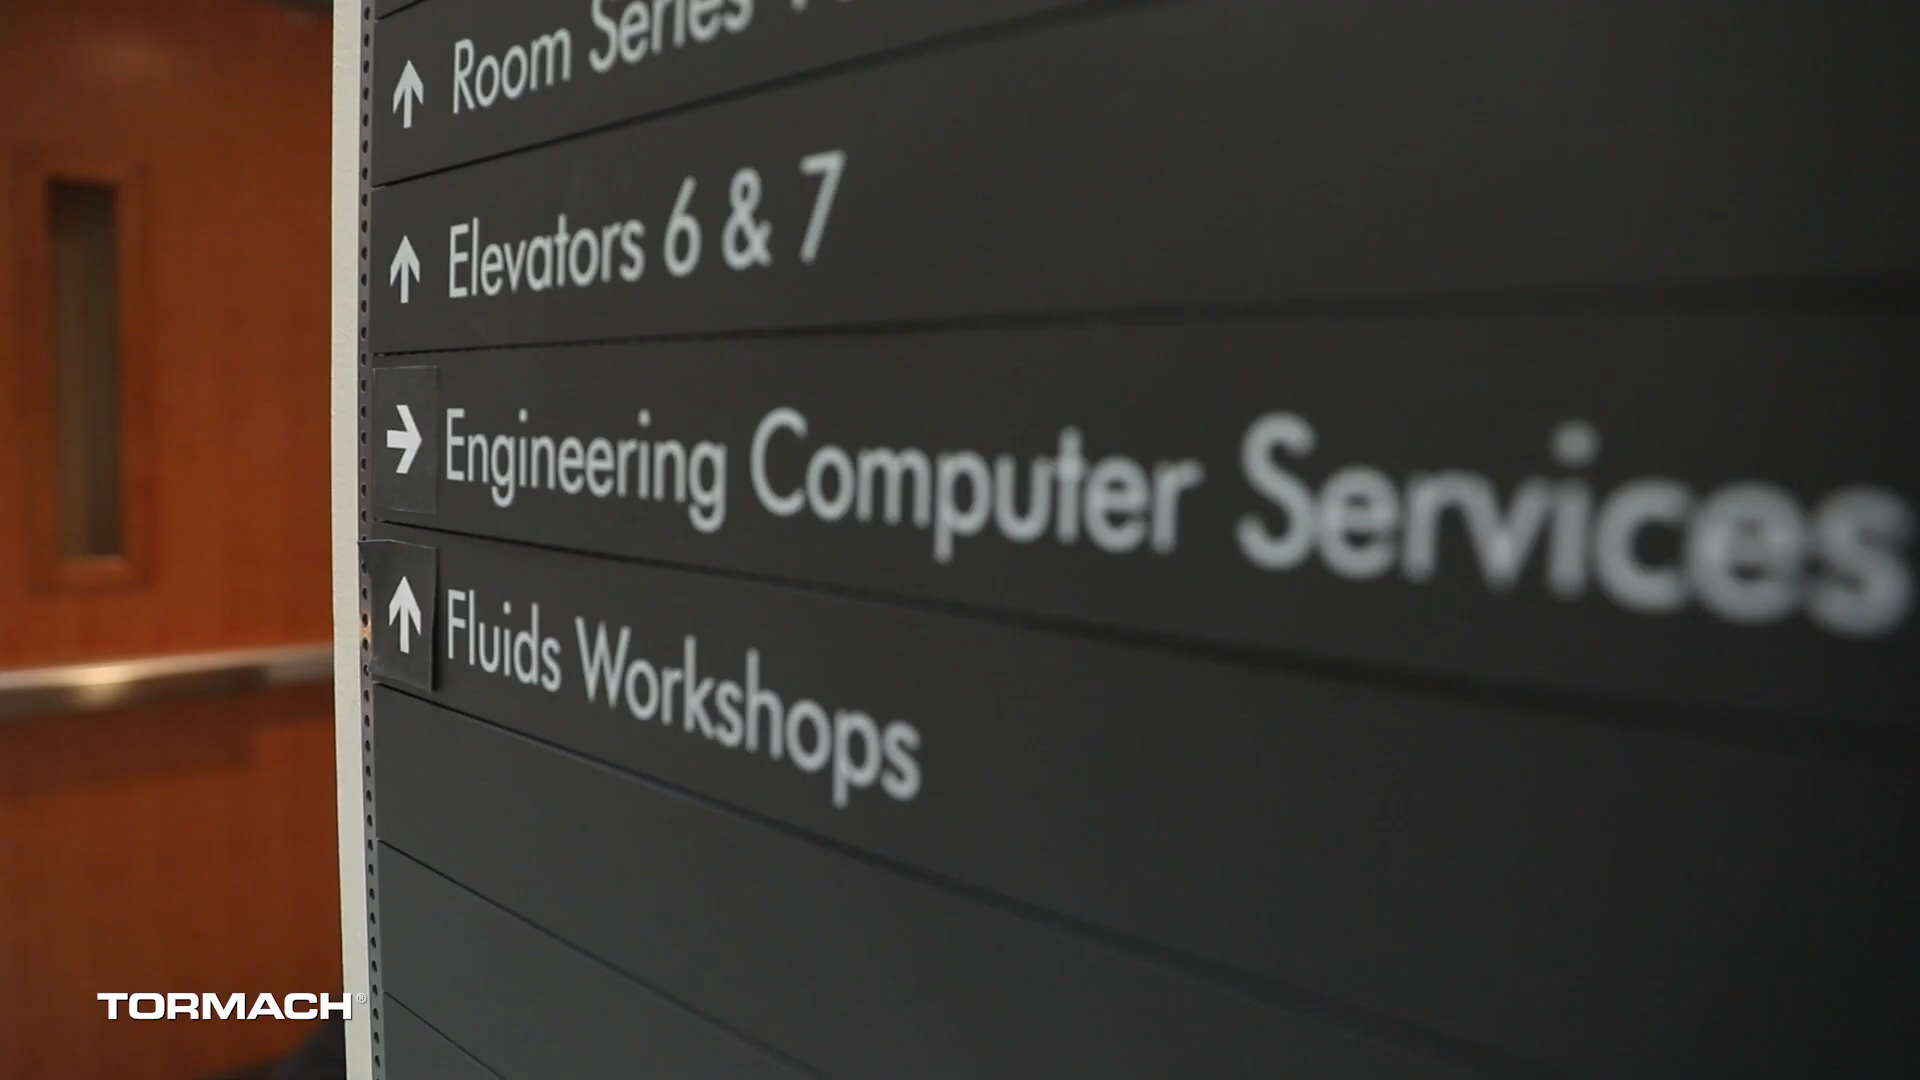 Room Series
Elevators 6 & 7
Engineering Computer Services
Fluids Workshops
TORMACH®